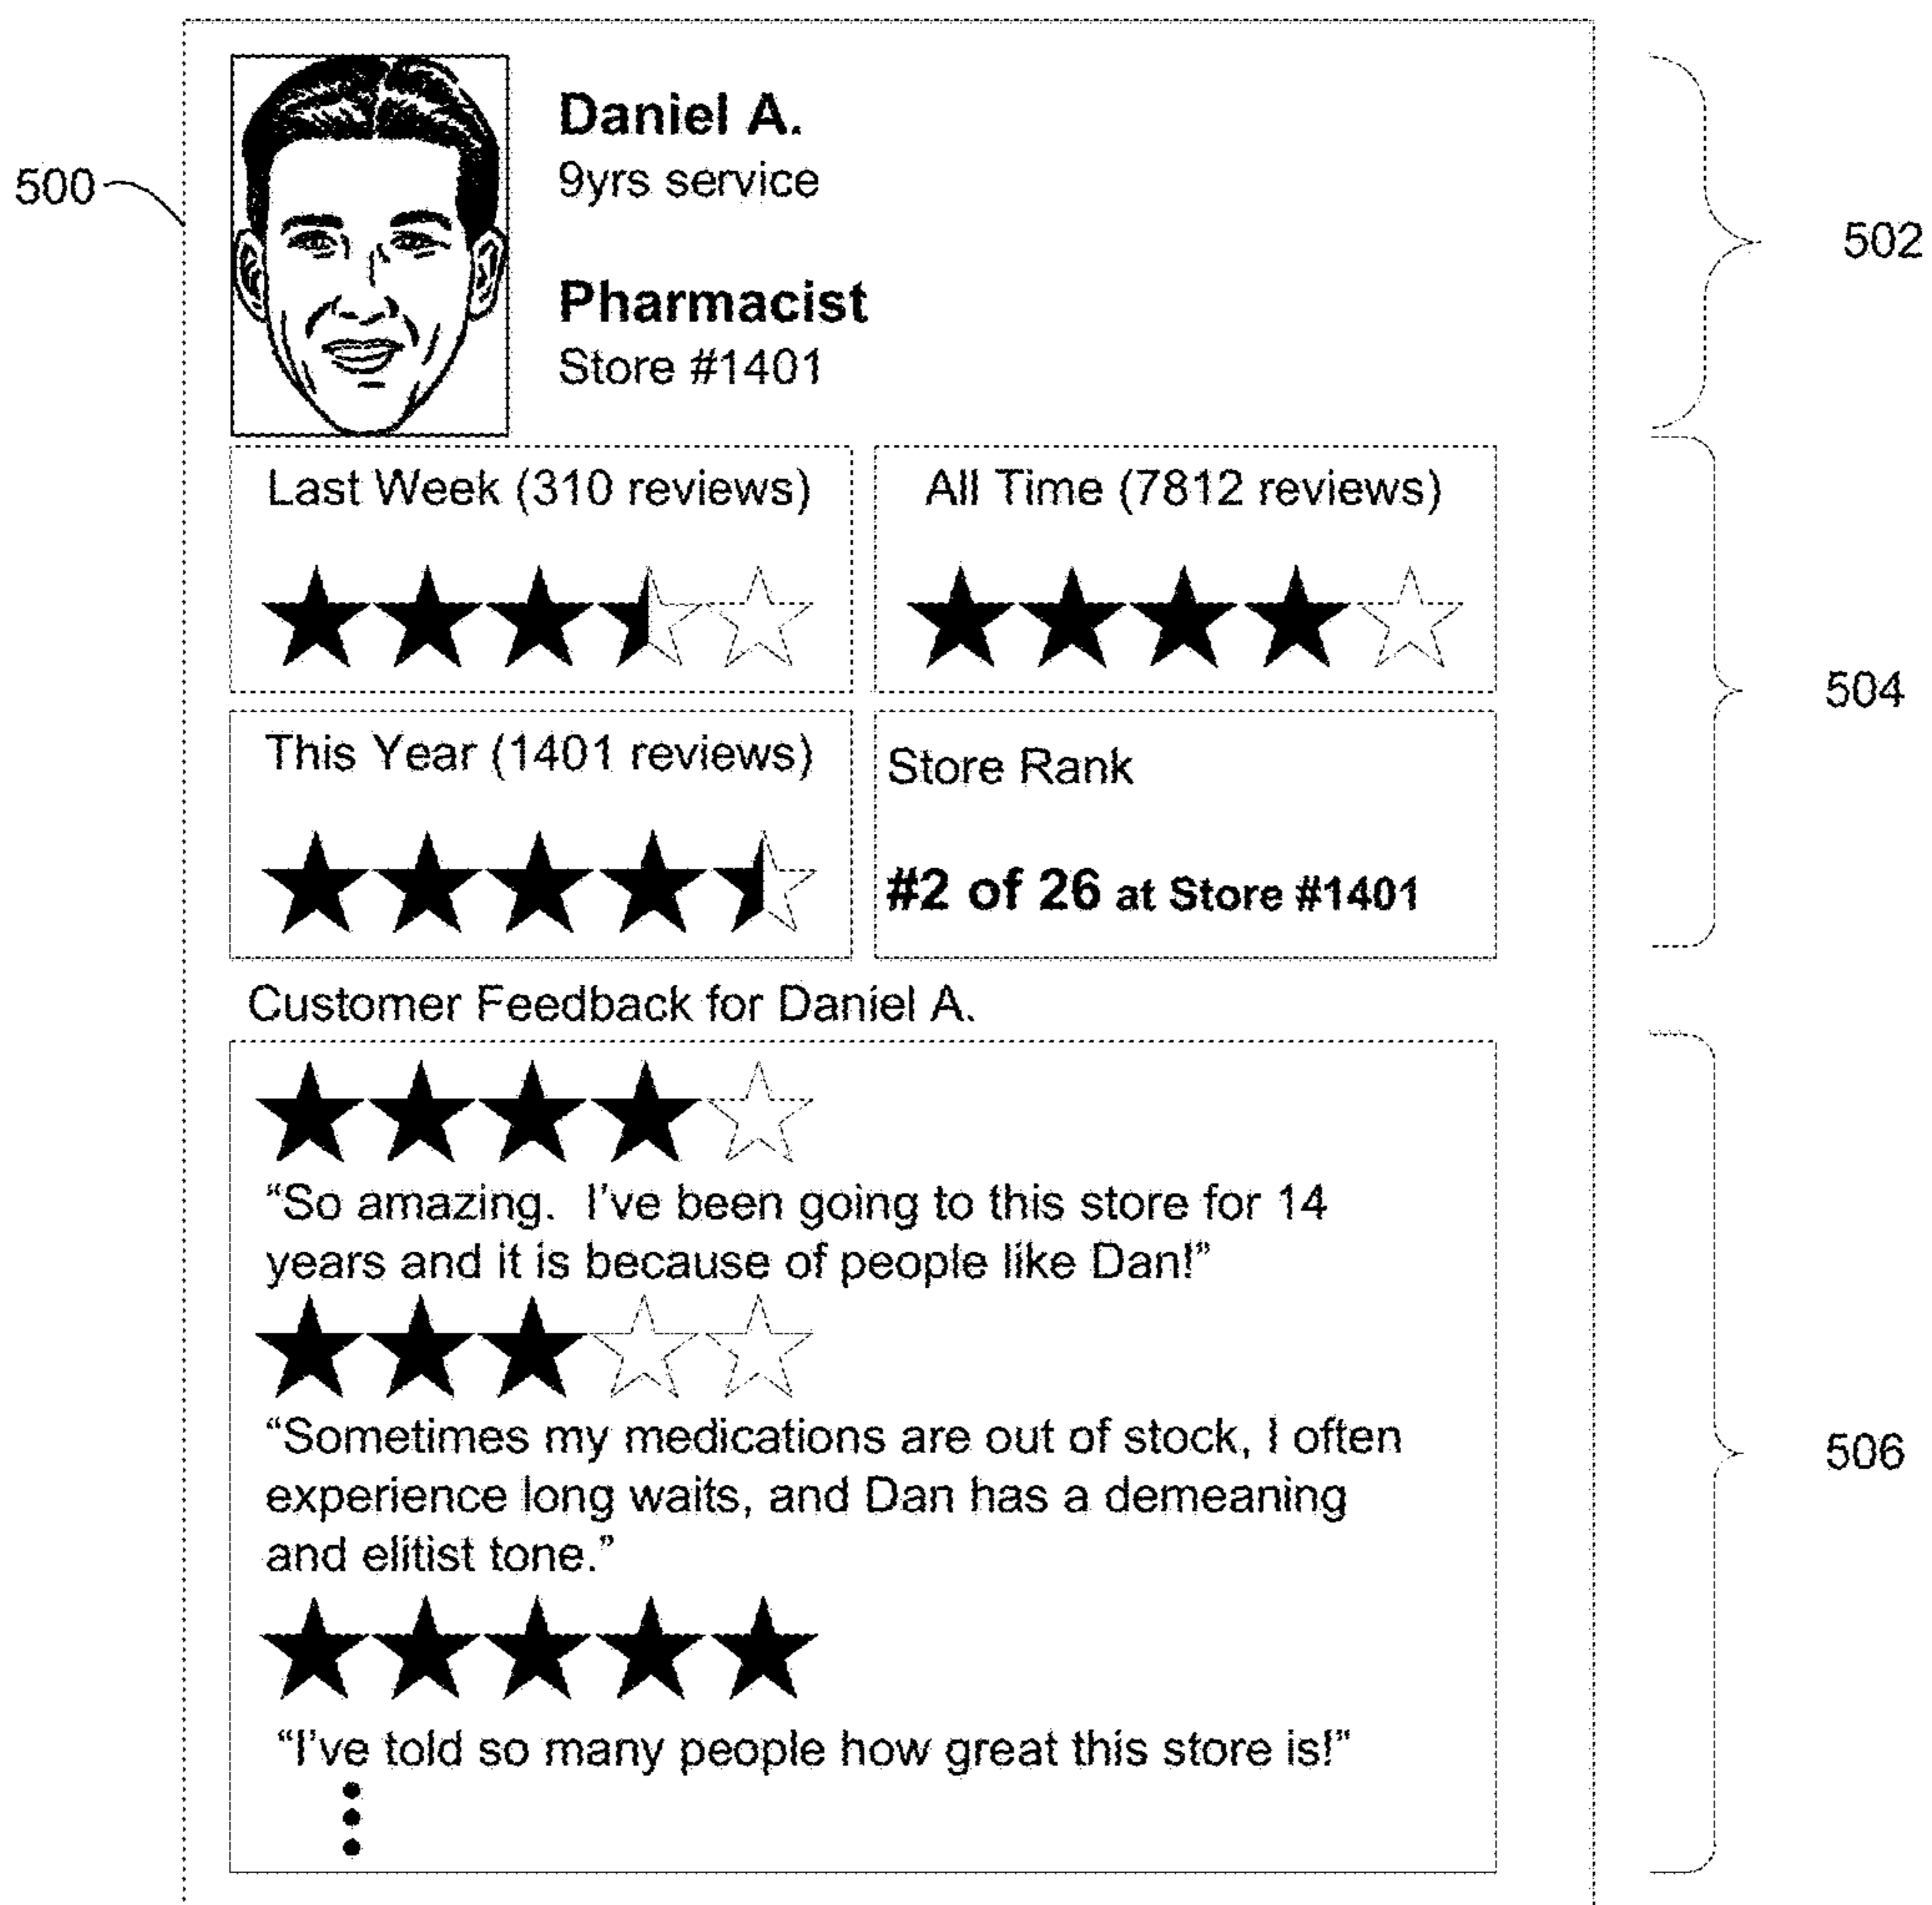 500
Daniel A.
9yrs service
Pharmacist
Store #1401
502
Last Week (310 reviews)
All Time (7812 reviews)
504
This Year (1401 reviews)
Store Rank
#2 of 26 at Store #1401
Customer Feedback for Daniel A.
“So amazing.  I’ve been going to this store for 14
years and it is because of people like Dan!”
“Sometimes my medications are out of stock, I often
experience long waits, and Dan has a demeaning
and elitist tone.”
506
“I’ve told so many people how great this store is!”